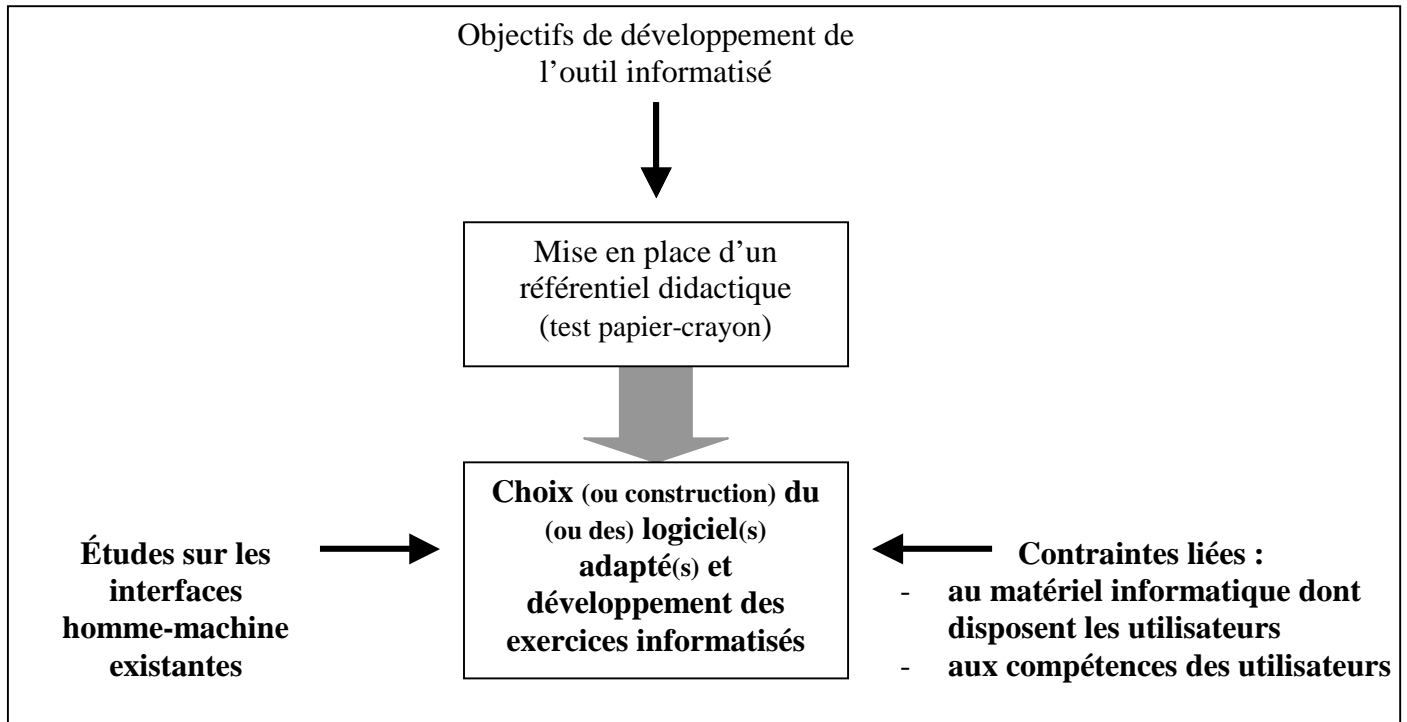 Objectifs de développement de
l’outil informatisé
Mise en place d’un
référentiel didactique
(test papier-crayon)
Choix (ou construction) du
(ou des) logiciel(s)
adapté(s) et
développement des
exercices informatisés
Études sur les
interfaces
homme-machine
existantes
Contraintes liées :
- au matériel informatique dont
disposent les utilisateurs
- aux compétences des utilisateurs